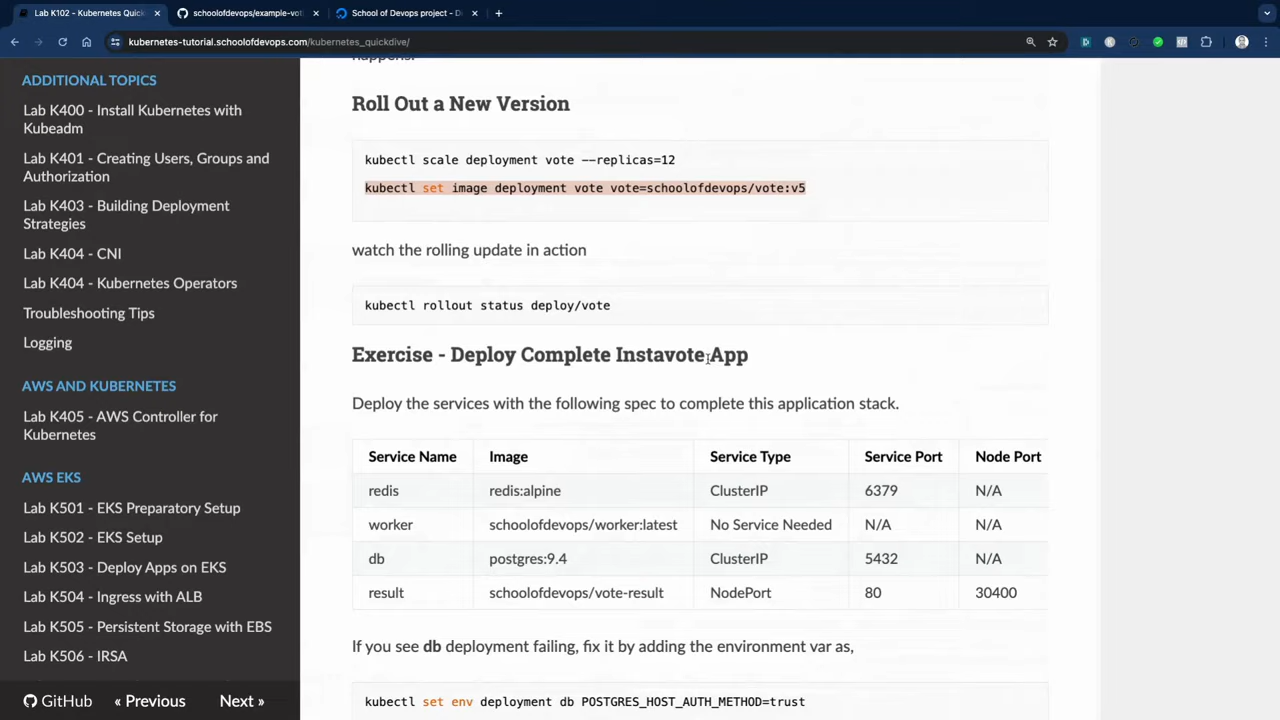 Lab K102 - Kubernetes Quick
schoolofdevops/example-vot
School of Devops project - D
kubernetes-tutorial.schoolofdevops.com/kubernetes_quickdive/
ADDITIONAL TOPICS
Lab K400 - Install Kubernetes with
Kubeadm
Lab K401 - Creating Users, Groups and
Authorization
Lab K403 - Building Deployment
Strategies
Lab K404 - CNI
Lab K404 - Kubernetes Operators
Troubleshooting Tips
Logging
AWS AND KUBERNETES
Lab K405 - AWS Controller for
Kubernetes
AWS EKS
Lab K501 - EKS Preparatory Setup
Lab K502 - EKS Setup
Lab K503 - Deploy Apps on EKS
Lab K504 - Ingress with ALB
Lab K505 - Persistent Storage with EBS
Lab K506 - IRSA
GitHub « Previous Next »
happens.
Roll Out a New Version
kubectl scale deployment vote --replicas=12
kubectl set image deployment vote vote=schoolofdevops/vote:v5
watch the rolling update in action
kubectl rollout status deploy/vote
Exercise - Deploy Complete Instavote App
Deploy the services with the following spec to complete this application stack.
Service Name Image Service Type Service Port Node Port
redis redis:alpine ClusterIP 6379 N/A
worker schoolofdevops/worker:latest No Service Needed N/A N/A
db postgres:9.4 ClusterIP 5432 N/A
result schoolofdevops/vote-result NodePort 80 30400
If you see db deployment failing, fix it by adding the environment var as,
kubectl set env deployment db POSTGRES_HOST_AUTH_METHOD=trust